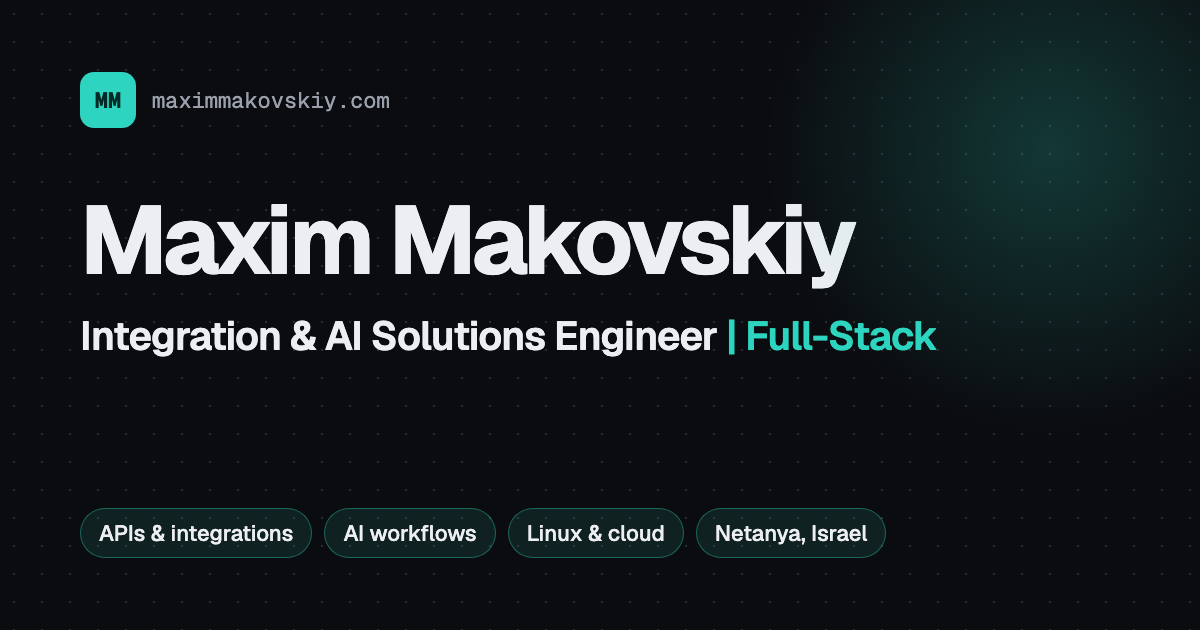 MM maximmakovskiy.com
Maxim Makovskiy
Integration & AI Solutions Engineer | Full-Stack
APIs & integrations AI workflows Linux & cloud Netanya, Israel